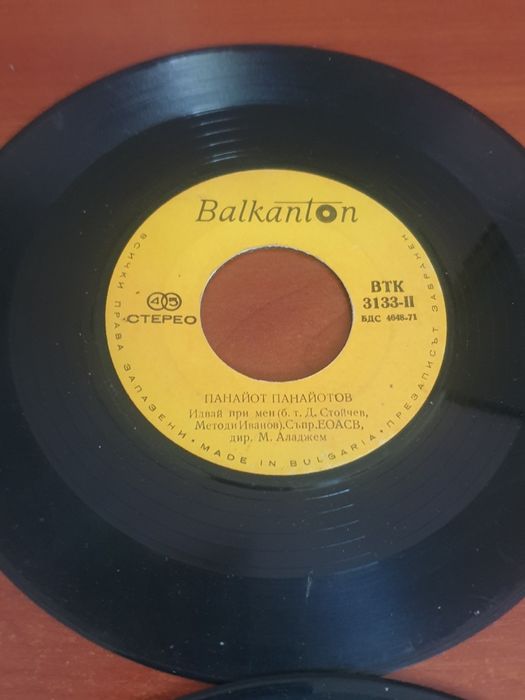 Balkanton
45
СТЕРЕО
ВТК
3133-II
БДС 4648-71
ПАНАЙОТ ПАНАЙОТОВ
Идвай при мен (б. т. Д. Стойчев,
Методи Иванов). Съпр. ЕОАСВ,
дир. М. Аладжем
ВСИЧКИ ПРАВА ЗАПАЗЕНИ • MADE IN BULGARIA • ПРЕЗАПИСЪТ ЗАБРАНЕН